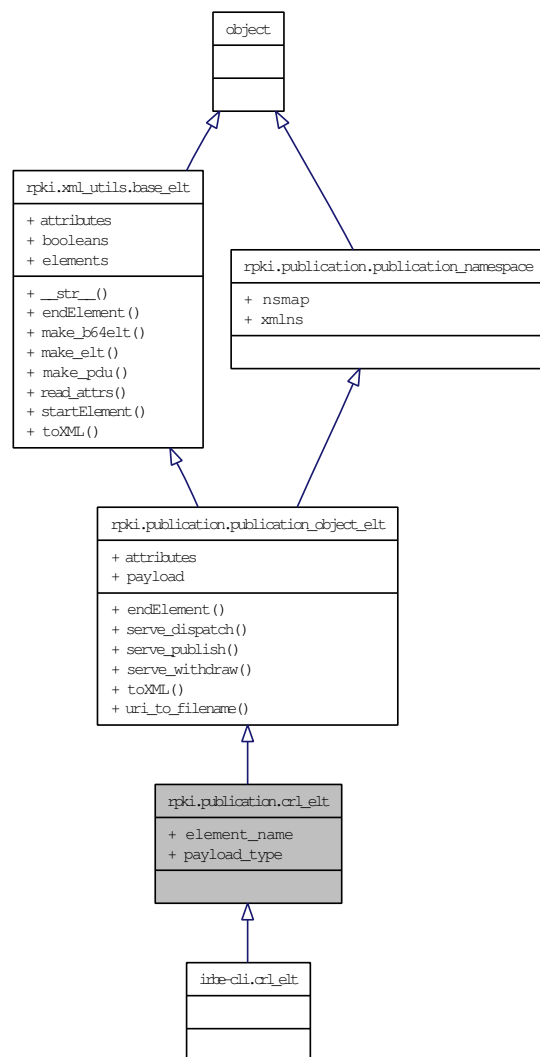 object
rpki.xml_utils.base_elt
+ attributes
+ booleans
+ elements
+ __str__()
+ endElement()
+ make_b64elt()
+ make_elt()
+ make_pdu()
+ read_attrs()
+ startElement()
+ toXML()
rpki.publication.publication_namespace
+ nsmap
+ xmlns
rpki.publication.publication_object_elt
+ attributes
+ payload
+ endElement()
+ serve_dispatch()
+ serve_publish()
+ serve_withdraw()
+ toXML()
+ uri_to_filename()
rpki.publication.crl_elt
+ element_name
+ payload_type
irbe-cli.crl_elt